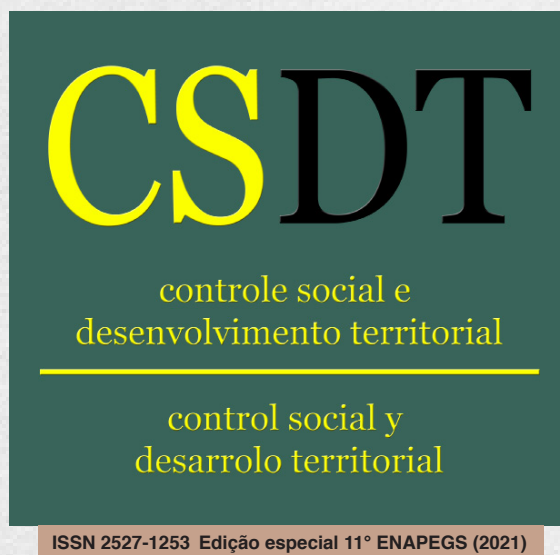 CSDT
controle social e
desenvolvimento territorial
control social y
desarrolo territorial
ISSN 2527-1253 Edição especial 11° ENAPEGS (2021)